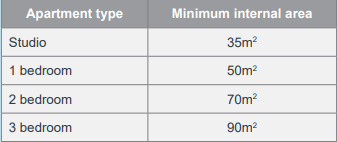 Apartment type Minimum internal area
Studio 35m²
1 bedroom 50m²
2 bedroom 70m²
3 bedroom 90m²